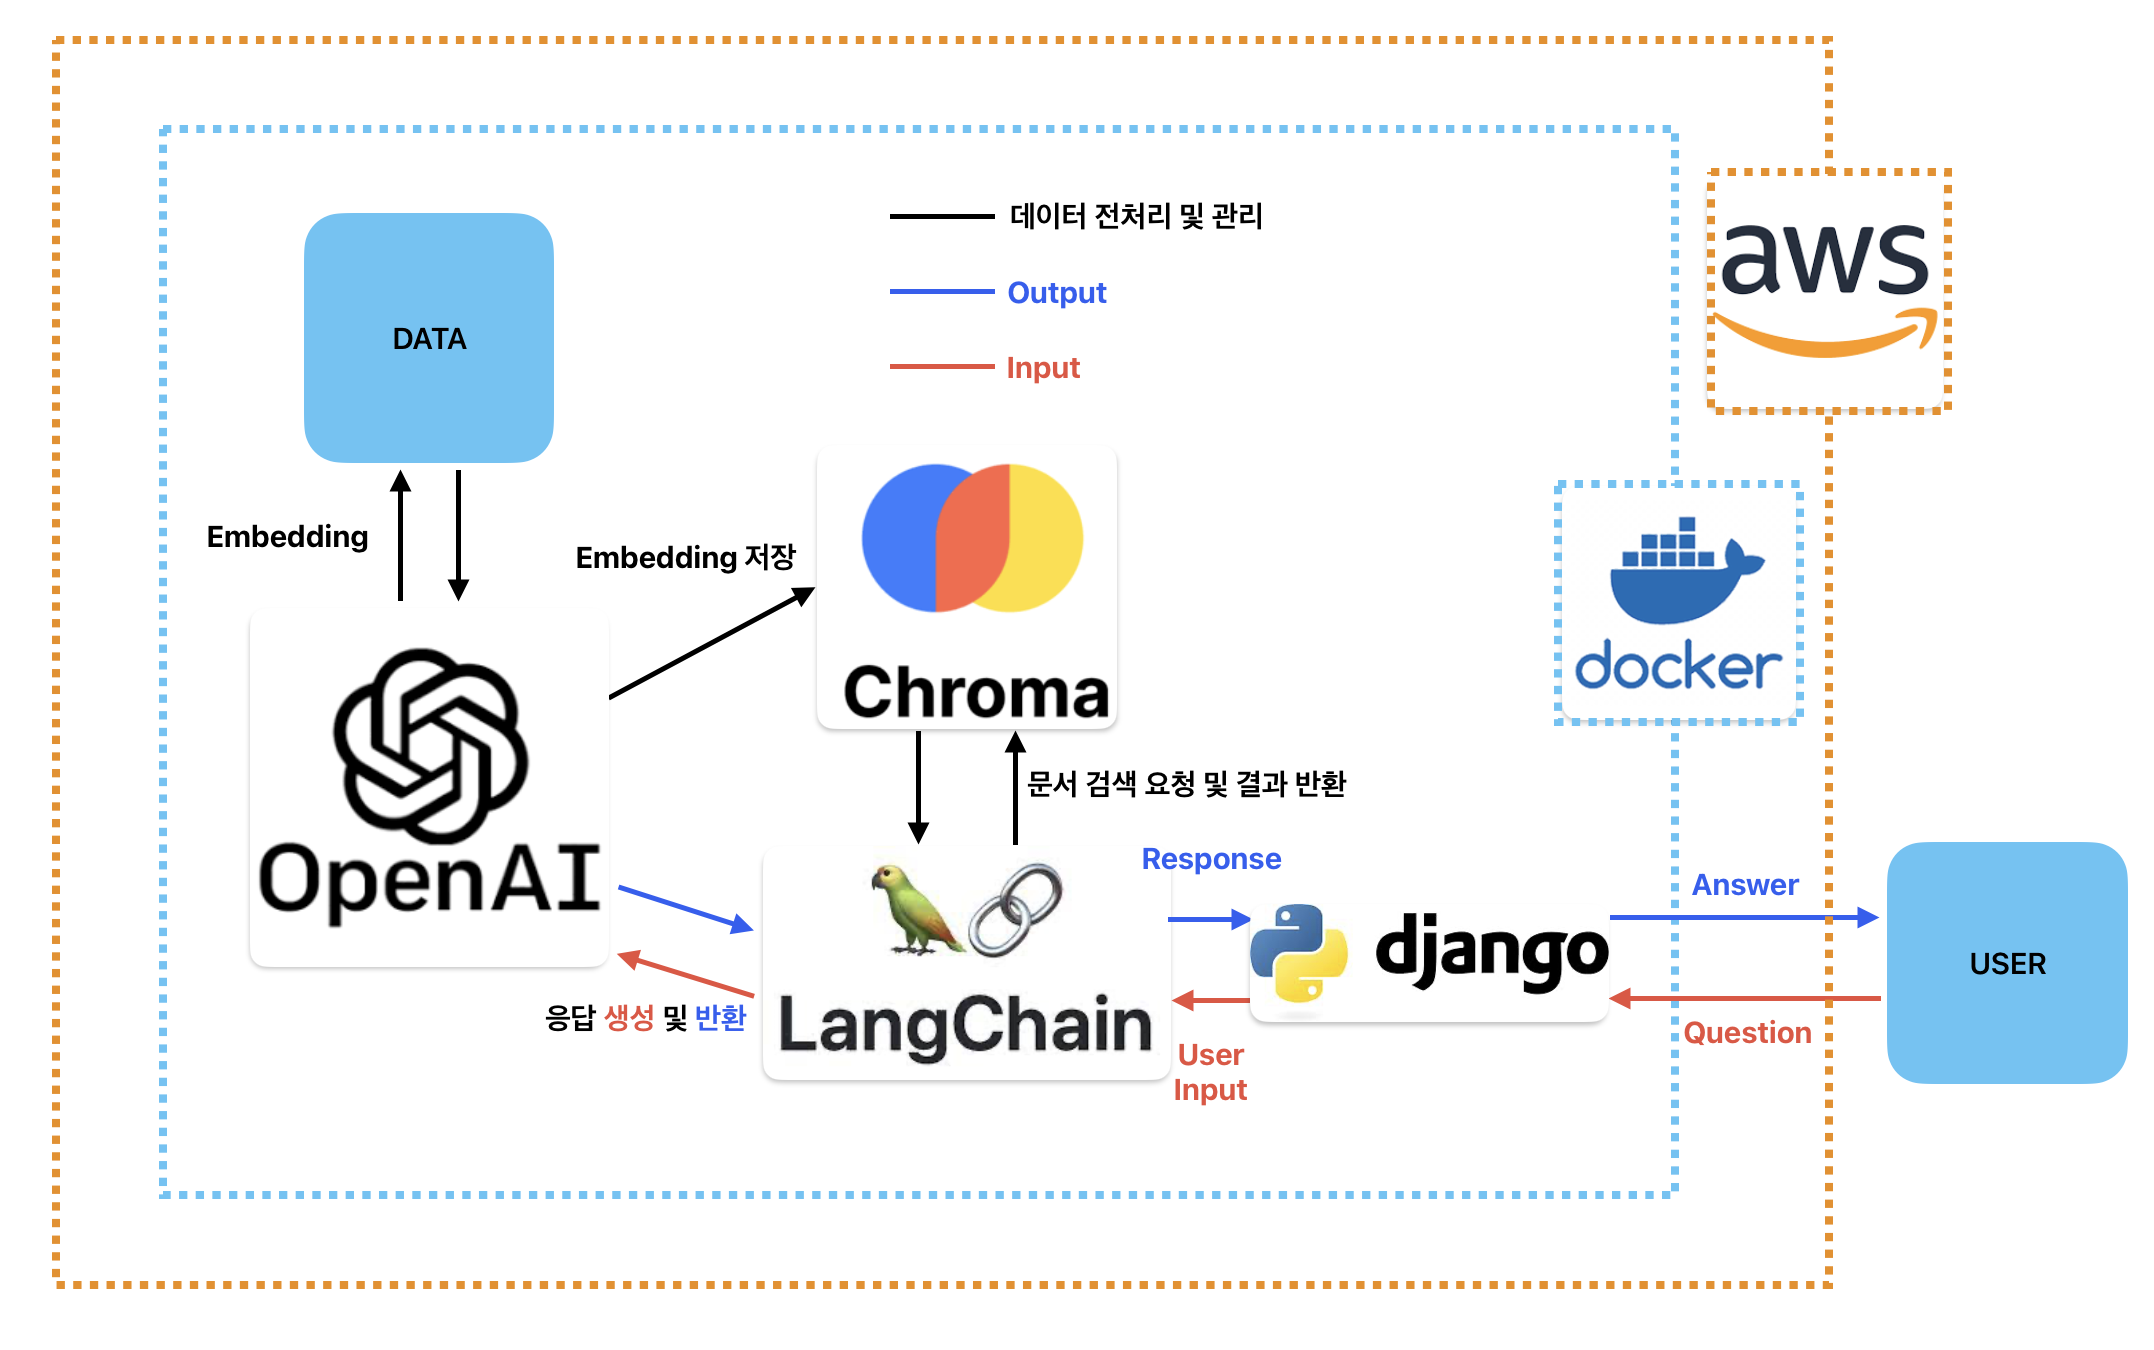 데이터 전처리 및 관리
Output
Input
aws
DATA
Embedding
Embedding 저장
Chroma
docker
문서 검색 요청 및 결과 반환
OpenAI
Response
Answer
django
USER
LangChain
응답 생성 및 반환
Question
User
Input